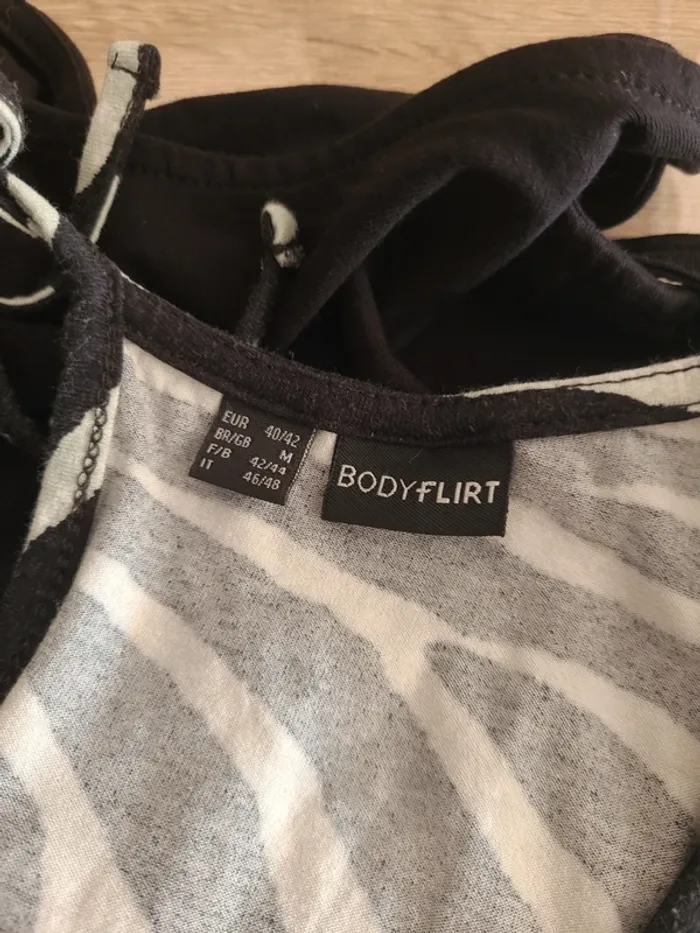 EUR 40/42
BR/GB M
F/B 42/44
IT 46/48
BODYFLIRT